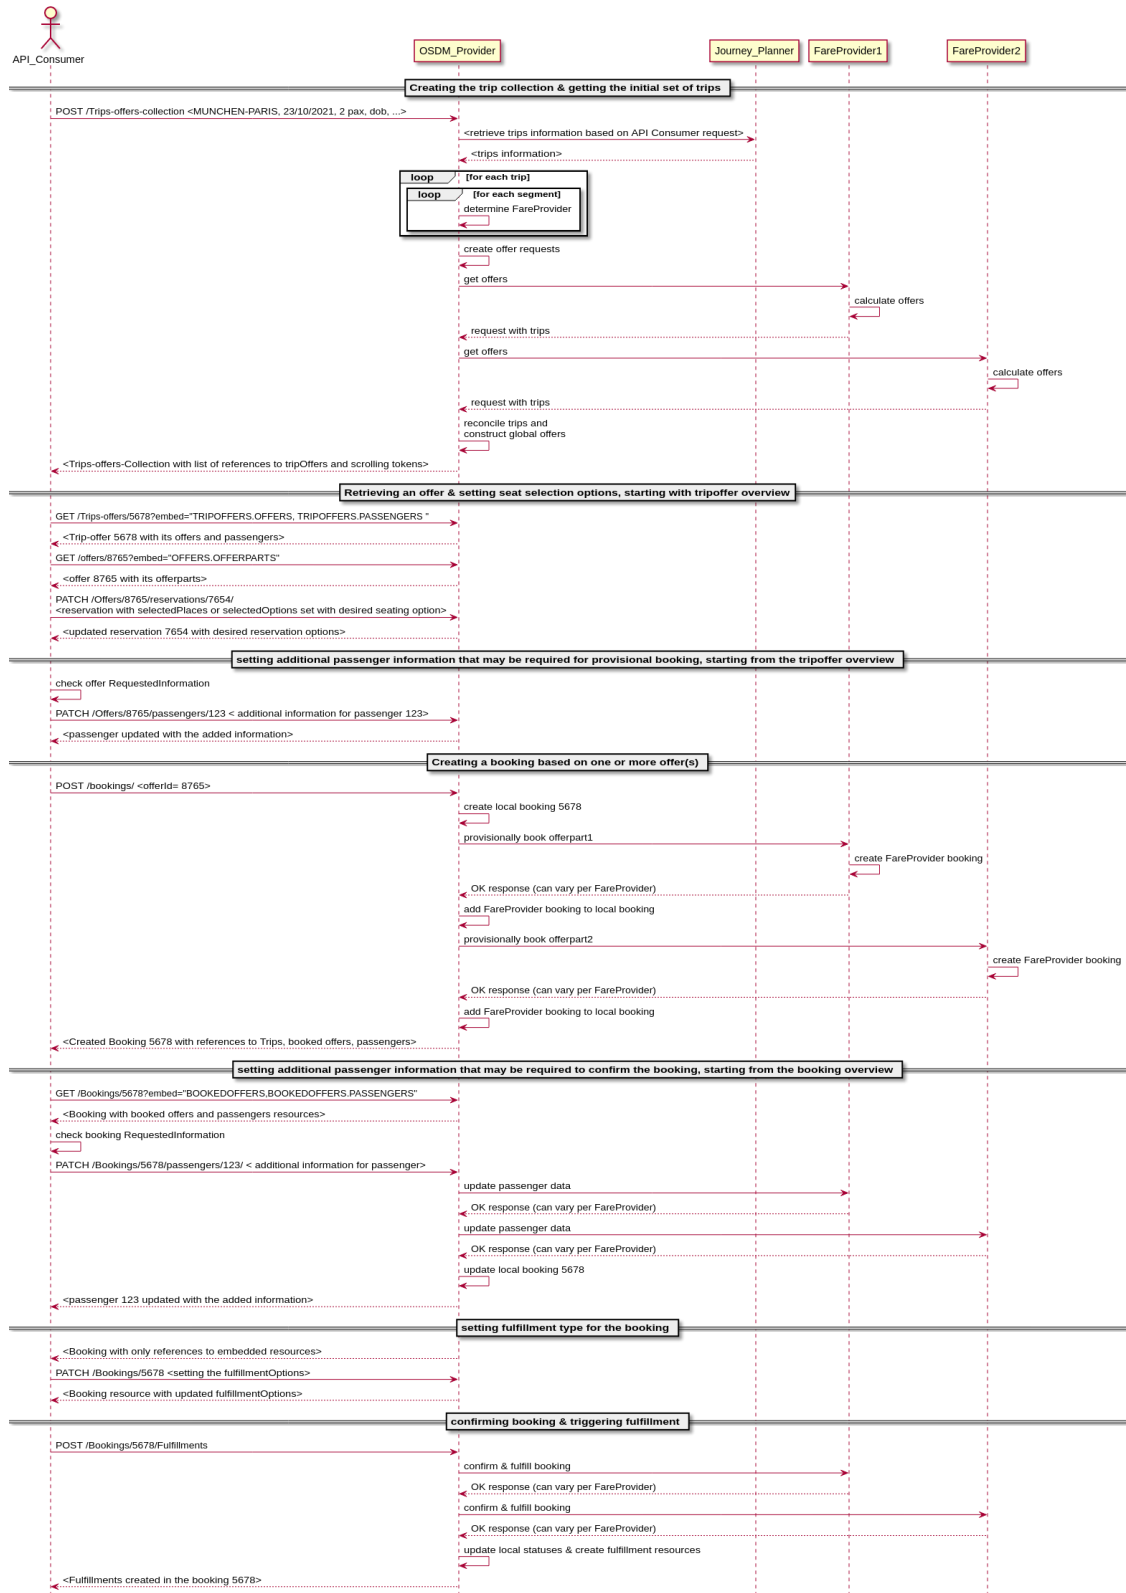 API_Consumer
OSDM_Provider
Journey_Planner
FareProvider1
FareProvider2
Creating the trip collection & getting the initial set of trips
POST /Trips-offers-collection <MUNCHEN-PARIS, 23/10/2021, 2 pax, dob, ...>
<retrieve trips information based on API Consumer request>
<trips information>
loop [for each trip]
loop [for each segment]
determine FareProvider
create offer requests
get offers
calculate offers
request with trips
get offers
calculate offers
request with trips
reconcile trips and
construct global offers
<Trips-offers-Collection with list of references to tripOffers and scrolling tokens>
Retrieving an offer & setting seat selection options, starting with tripoffer overview
GET /Trips-offers/5678?embed="TRIPOFFERS.OFFERS, TRIPOFFERS.PASSENGERS "
<Trip-offer 5678 with its offers and passengers>
GET /offers/8765?embed="OFFERS.OFFERPARTS"
<offer 8765 with its offerparts>
PATCH /Offers/8765/reservations/7654/
<reservation with selectedPlaces or selectedOptions set with desired seating option>
<updated reservation 7654 with desired reservation options>
setting additional passenger information that may be required for provisional booking, starting from the tripoffer overview
check offer RequestedInformation
PATCH /Offers/8765/passengers/123 < additional information for passenger 123>
<passenger updated with the added information>
Creating a booking based on one or more offer(s)
POST /bookings/ <offerId= 8765>
create local booking 5678
provisionally book offerpart1
create FareProvider booking
OK response (can vary per FareProvider)
add FareProvider booking to local booking
provisionally book offerpart2
create FareProvider booking
OK response (can vary per FareProvider)
add FareProvider booking to local booking
<Created Booking 5678 with references to Trips, booked offers, passengers>
setting additional passenger information that may be required to confirm the booking, starting from the booking overview
GET /Bookings/5678?embed="BOOKEDOFFERS,BOOKEDOFFERS.PASSENGERS"
<Booking with booked offers and passengers resources>
check booking RequestedInformation
PATCH /Bookings/5678/passengers/123/ < additional information for passenger>
update passenger data
OK response (can vary per FareProvider)
update passenger data
OK response (can vary per FareProvider)
update local booking 5678
<passenger 123 updated with the added information>
setting fulfillment type for the booking
<Booking with only references to embedded resources>
PATCH /Bookings/5678 <setting the fulfillmentOptions>
<Booking resource with updated fulfillmentOptions>
confirming booking & triggering fulfillment
POST /Bookings/5678/Fulfillments
confirm & fulfill booking
OK response (can vary per FareProvider)
confirm & fulfill booking
OK response (can vary per FareProvider)
update local statuses & create fulfillment resources
<Fulfillments created in the booking 5678>